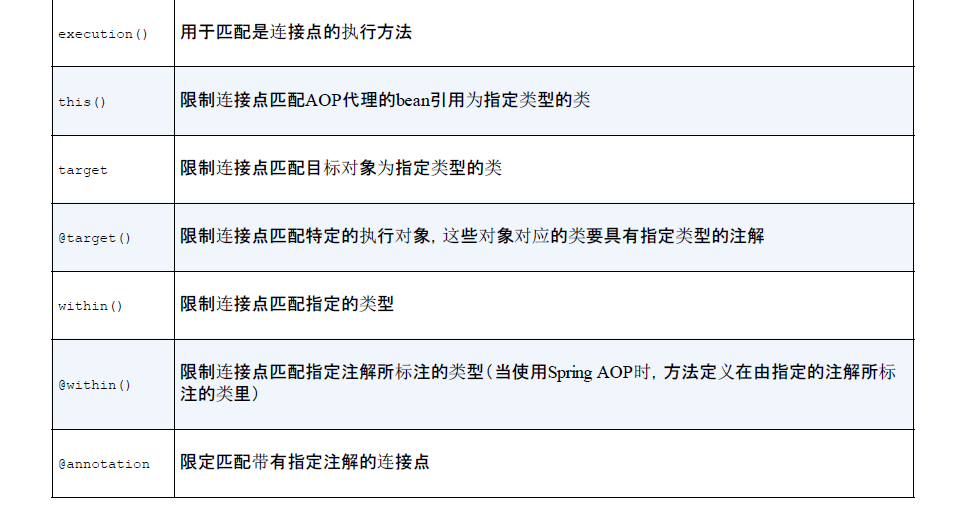 execution() 用于匹配是连接点的执行方法
this() 限制连接点匹配AOP代理的bean引用为指定类型的类
target 限制连接点匹配目标对象为指定类型的类
@target() 限制连接点匹配特定的执行对象，这些对象对应的类要具有指定类型的注解
within() 限制连接点匹配指定的类型
@within() 限制连接点匹配指定注解所标注的类型（当使用Spring AOP时，方法定义在由指定的注解所标
注的类里）
@annotation 限定匹配带有指定注解的连接点